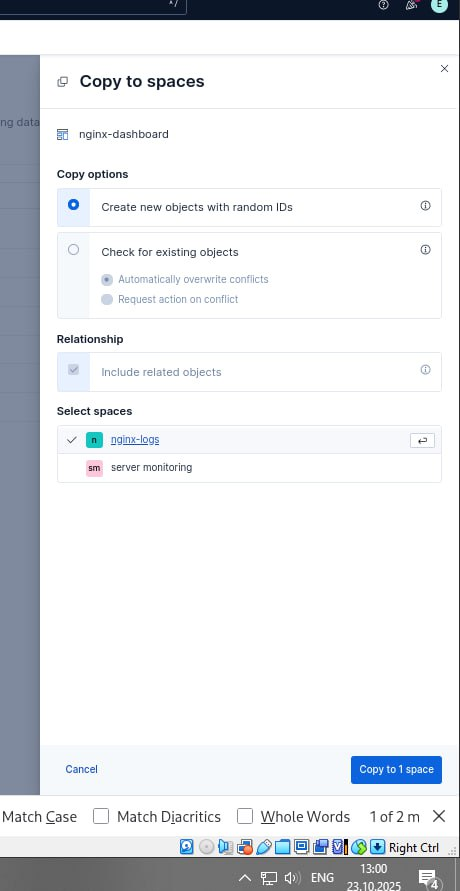 E
Copy to spaces
ng data
nginx-dashboard
Copy options
Create new objects with random IDs
Check for existing objects
Automatically overwrite conflicts
Request action on conflict
Relationship
Include related objects
Select spaces
n nginx-logs
sm server monitoring
Cancel
Copy to 1 space
Match Case Match Diacritics Whole Words 1 of 2 m
Right Ctrl
ENG
13:00
23.10.2025
4